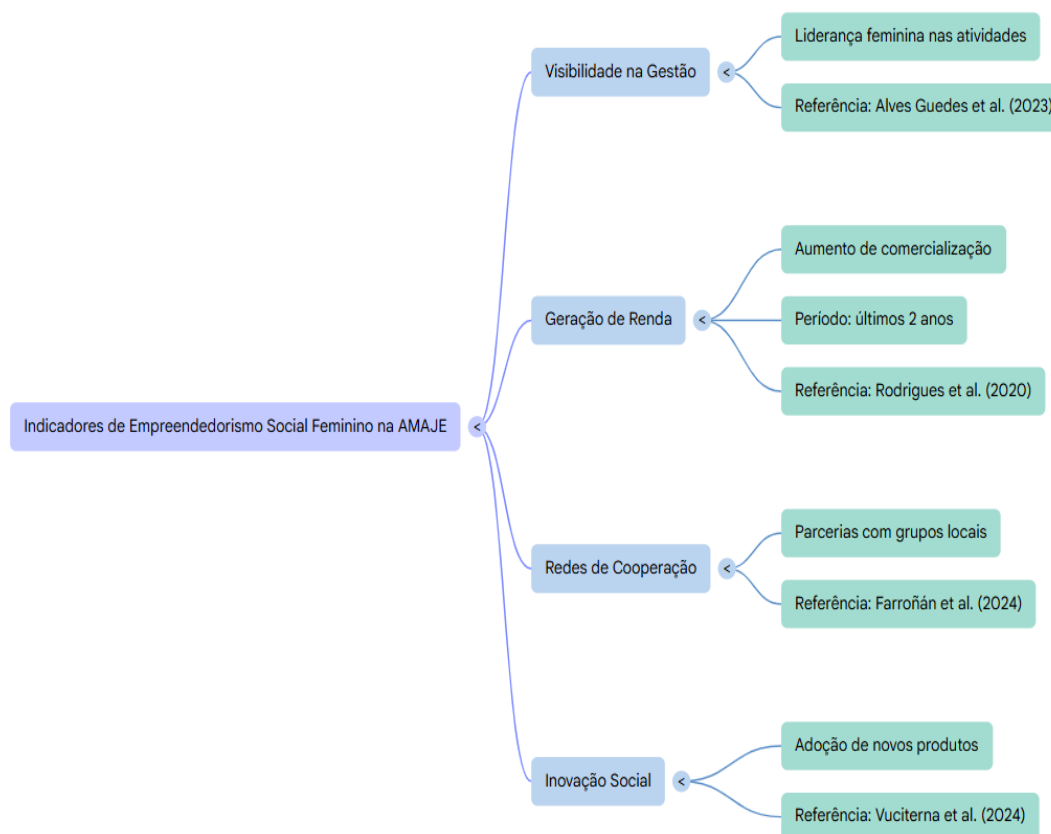 Indicadores de Empreendedorismo Social Feminino na AMAJE
Visibilidade na Gestão
Liderança feminina nas atividades
Referência: Alves Guedes et al. (2023)
Geração de Renda
Aumento de comercialização
Período: últimos 2 anos
Referência: Rodrigues et al. (2020)
Redes de Cooperação
Parcerias com grupos locais
Referência: Farroñán et al. (2024)
Inovação Social
Adoção de novos produtos
Referência: Vuciterna et al. (2024)